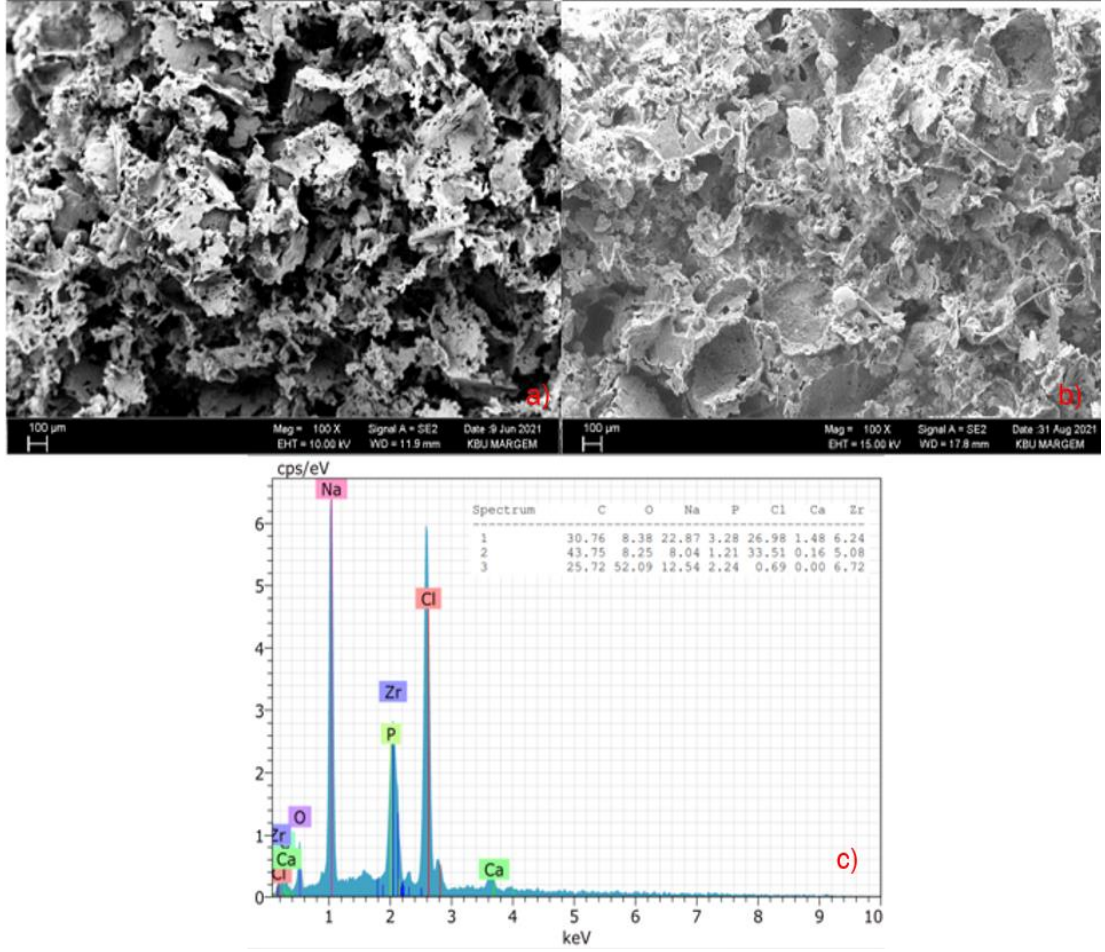 a)
100 µm
Mag = 100 X Signal A = SE2 Date :9 Jun 2021
EHT = 10.00 kV WD = 11.9 mm KBU MARGEM
b)
100 µm
Mag = 100 X Signal A = SE2 Date :31 Aug 2021
EHT = 15.00 kV WD = 17.8 mm KBU MARGEM
cps/eV
Na
Spectrum C O Na P Cl Ca Zr
1 30.76 8.38 22.87 3.28 26.98 1.48 6.24
2 43.75 8.25 8.04 1.21 33.51 0.16 5.08
3 25.72 52.09 12.54 2.24 0.69 0.00 6.72
6
5
Cl
4
Zr
3
P
2
O
1
Zr
Ca
Cl
Ca
c)
0
1 2 3 4 5 6 7 8 9 10
keV